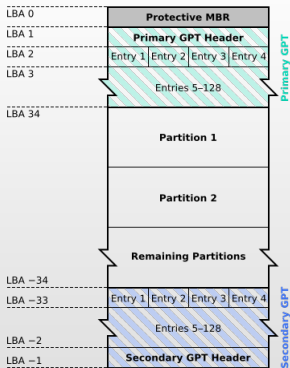 LBA 0
Protective MBR
LBA 1
Primary GPT Header
LBA 2
Entry 1 Entry 2 Entry 3 Entry 4
LBA 3
Entries 5–128
Primary GPT
LBA 34
Partition 1
Partition 2
Remaining Partitions
LBA −34
LBA −33
Entry 1 Entry 2 Entry 3 Entry 4
Entries 5–128
LBA −2
LBA −1
Secondary GPT Header
Secondary GPT